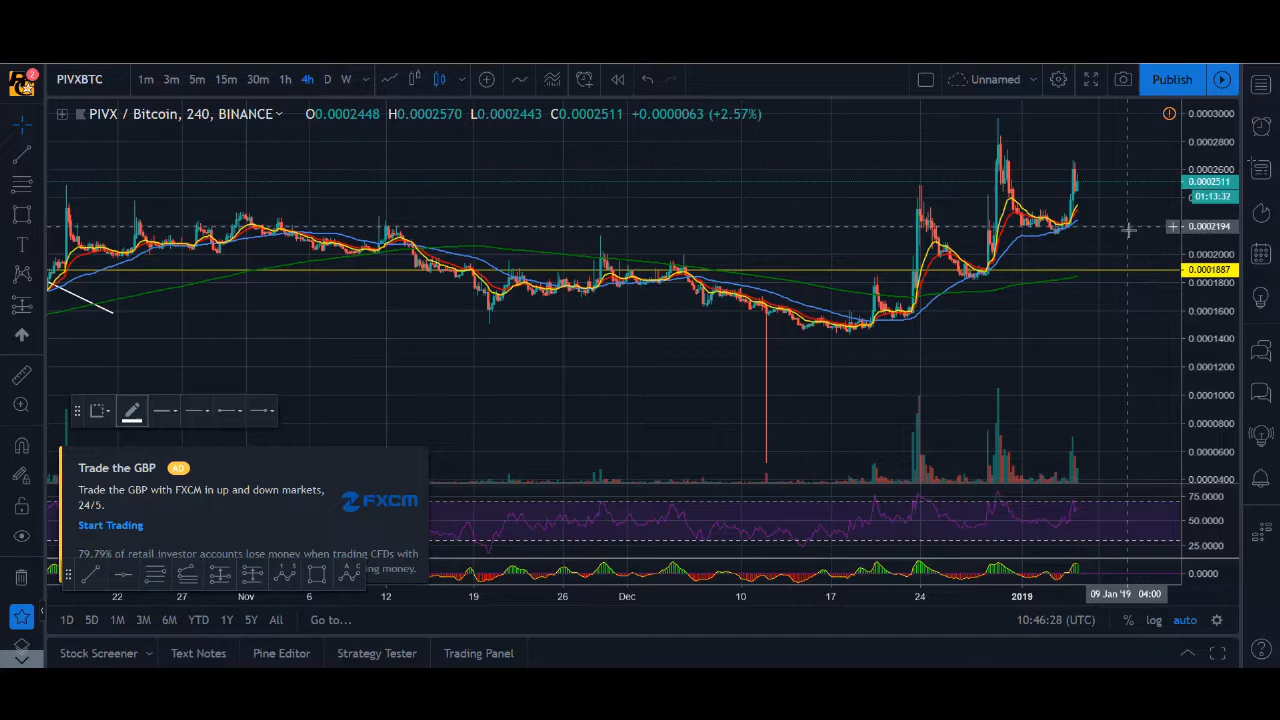 2
PIVXBTC 1m 3m 5m 15m 30m 1h 4h D W Unnamed Publish
PIVX / Bitcoin, 240, BINANCE O0.0002448 H0.0002570 L0.0002443 C0.0002511 +0.0000063 (+2.57%)
0.0003000
0.0002800
0.0002600
0.0002511
01:13:32
0.0002194
0.0002000
0.0001887
0.0001800
0.0001600
0.0001400
0.0001200
0.0001000
0.0000800
0.0000600
0.0000400
Trade the GBP AD
Trade the GBP with FXCM in up and down markets,
24/5.
FXCM
Start Trading
79.79% of retail investor accounts lose money when trading CFDs with
ing money.
75.0000
50.0000
25.0000
0.0000
22 27 Nov 6 12 19 26 Dec 10 17 24 2019 09 Jan '19 04:00
1D 5D 1M 3M 6M YTD 1Y 5Y All Go to... 10:46:28 (UTC) % log auto
Stock Screener Text Notes Pine Editor Strategy Tester Trading Panel